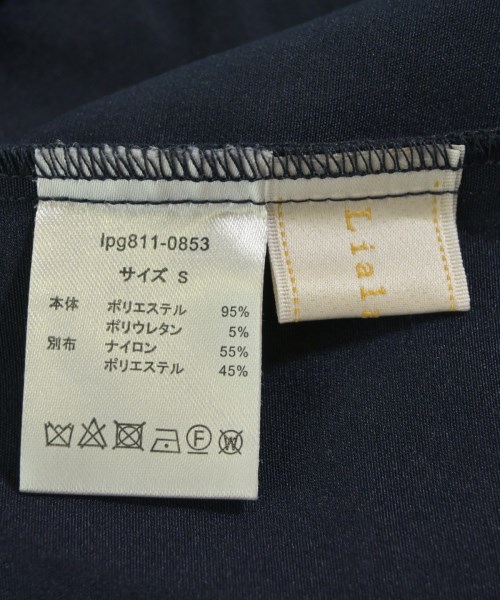 lpg811-0853
サイズ S
本体 ポリエステル 95%
ポリウレタン 5%
別布 ナイロン 55%
ポリエステル 45%
F
W